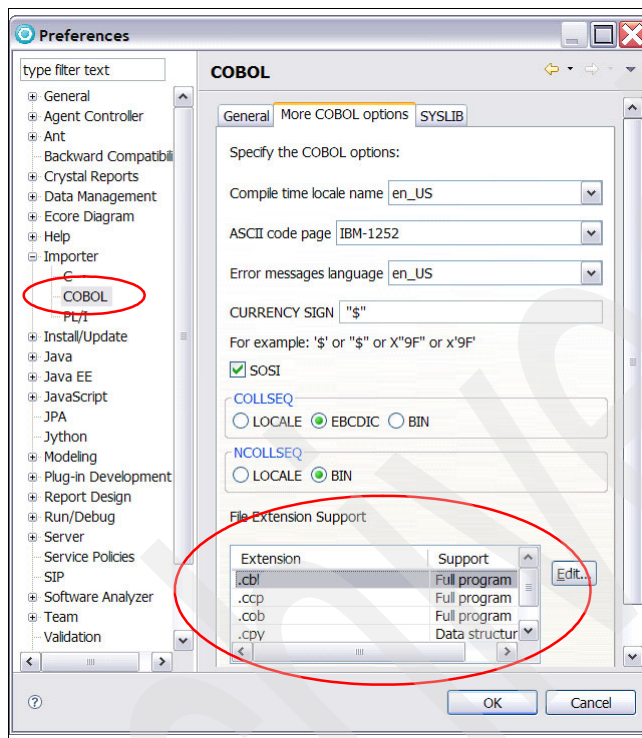 Preferences
type filter text
General
Agent Controller
Ant
Backward Compatibil
Crystal Reports
Data Management
Ecore Diagram
Help
Importer
C
COBOL
PL/I
Install/Update
Java
Java EE
JavaScript
JPA
Jython
Modeling
Plug-in Development
Report Design
Run/Debug
Server
Service Policies
SIP
Software Analyzer
Team
Validation
COBOL
General More COBOL options SYSLIB
Specify the COBOL options:
Compile time locale name en_US
ASCII code page IBM-1252
Error messages language en_US
CURRENCY SIGN "$"
For example: '$' or "$" or X"9F" or x'9F'
SOSI
COLLSEQ
LOCALE EBCDIC BIN
NCOLLSEQ
LOCALE BIN
File Extension Support
Extension Support
.cbl Full program
.ccp Full program
.cob Full program
.cpy Data structur
Edit...
OK Cancel